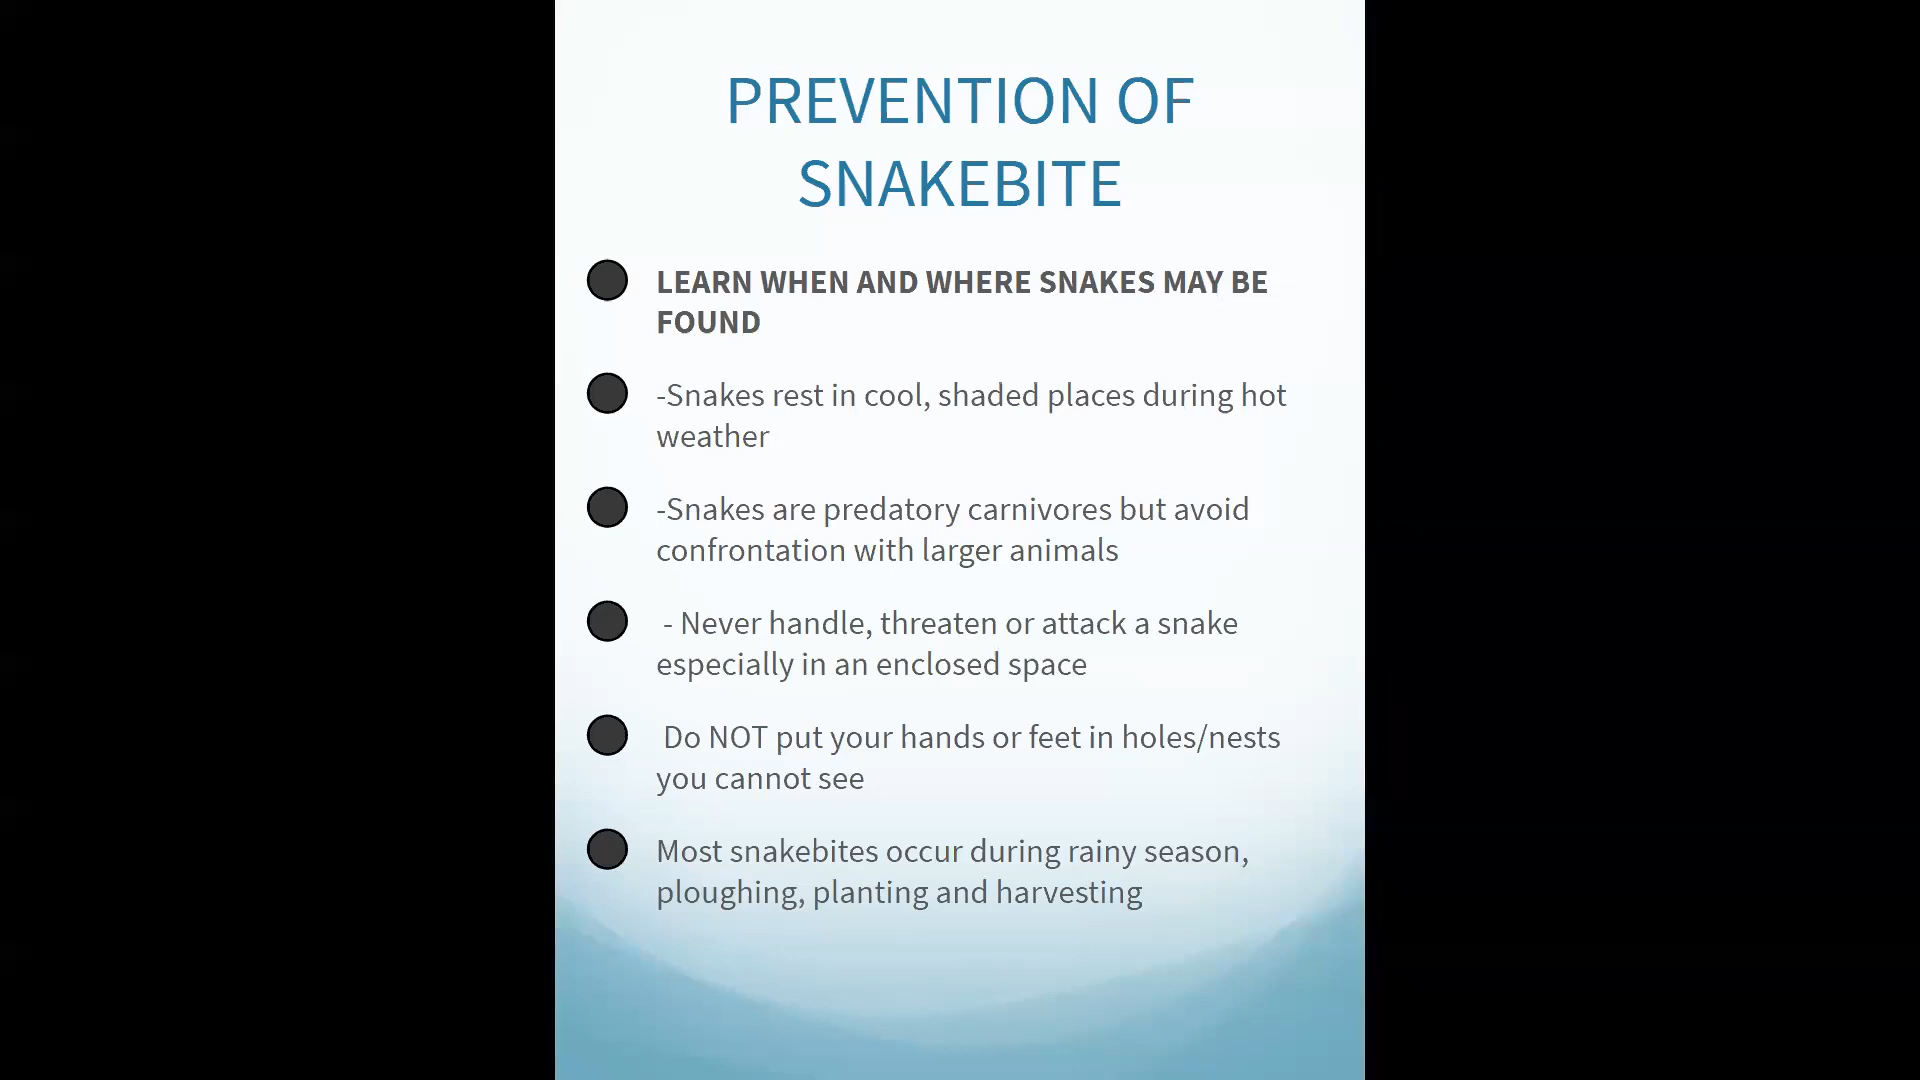 PREVENTION OF
SNAKEBITE
LEARN WHEN AND WHERE SNAKES MAY BE
FOUND
-Snakes rest in cool, shaded places during hot
weather
-Snakes are predatory carnivores but avoid
confrontation with larger animals
- Never handle, threaten or attack a snake
especially in an enclosed space
Do NOT put your hands or feet in holes/nests
you cannot see
Most snakebites occur during rainy season,
ploughing, planting and harvesting